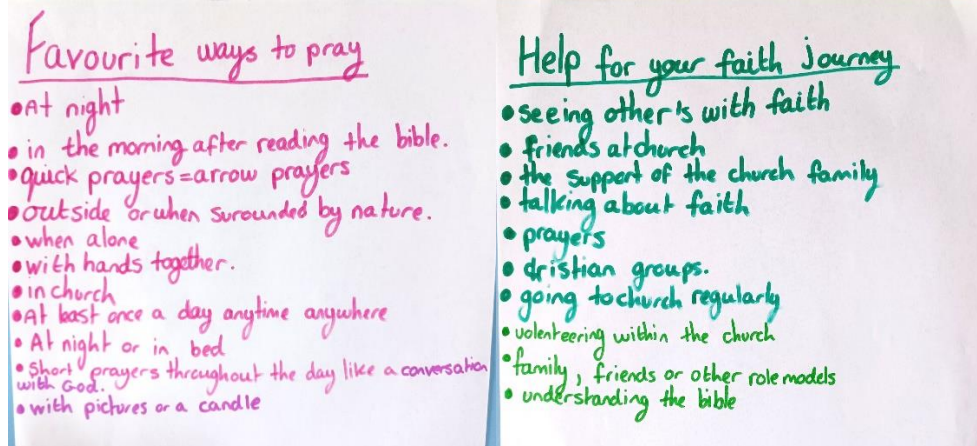 Favourite ways to pray
•At night
• in the morning after reading the bible.
•quick prayers=arrow prayers
•outside or when surounded by nature.
•when alone
•with hands together.
•in church
•At least once a day anytime anywhere
• At night or in bed
• Short prayers throughout the day like a conversation
with God.
• with pictures or a candle
Help for your faith journey
•seeing other's with faith
• friends at church
• the support of the church family
• talking about faith
• prayers
• christian groups.
• going to church regularly
• volenteering within the church
•family, friends or other role models
• understanding the bible